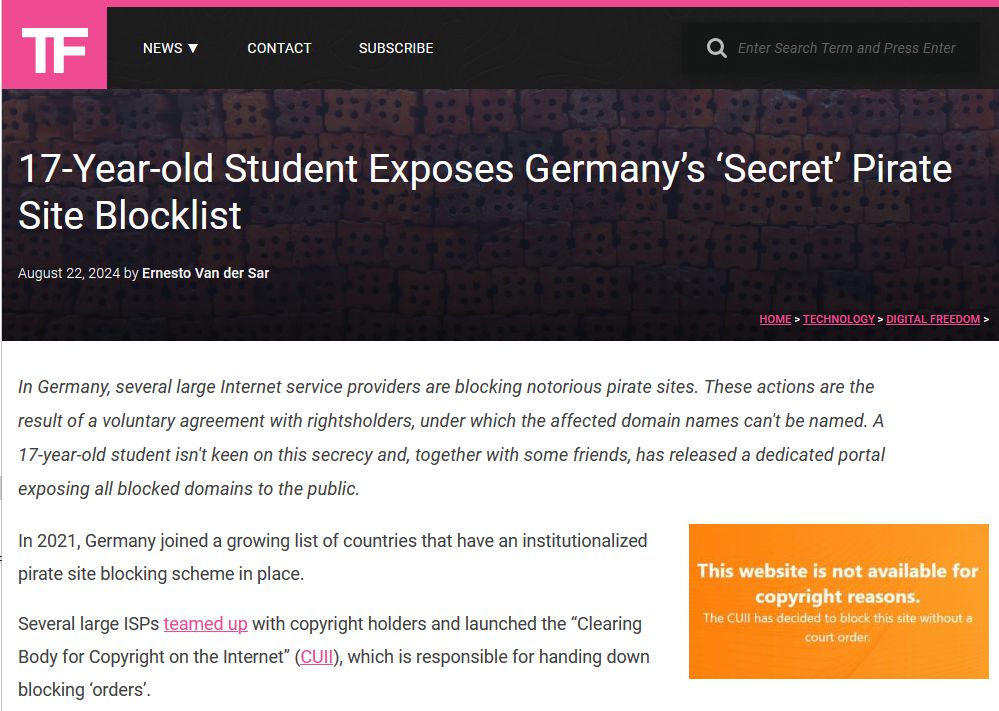 TF
NEWS ▼
CONTACT
SUBSCRIBE
Enter Search Term and Press Enter
17-Year-old Student Exposes Germany’s ‘Secret’ Pirate
Site Blocklist
August 22, 2024 by Ernesto Van der Sar
HOME > TECHNOLOGY > DIGITAL FREEDOM >
In Germany, several large Internet service providers are blocking notorious pirate sites. These actions are the
result of a voluntary agreement with rightsholders, under which the affected domain names can't be named. A
17-year-old student isn't keen on this secrecy and, together with some friends, has released a dedicated portal
exposing all blocked domains to the public.
In 2021, Germany joined a growing list of countries that have an institutionalized
pirate site blocking scheme in place.
Several large ISPs teamed up with copyright holders and launched the “Clearing
Body for Copyright on the Internet” (CUII), which is responsible for handing down
blocking ‘orders’.
This website is not available for
copyright reasons.
The CUII has decided to block this site without a
court order.